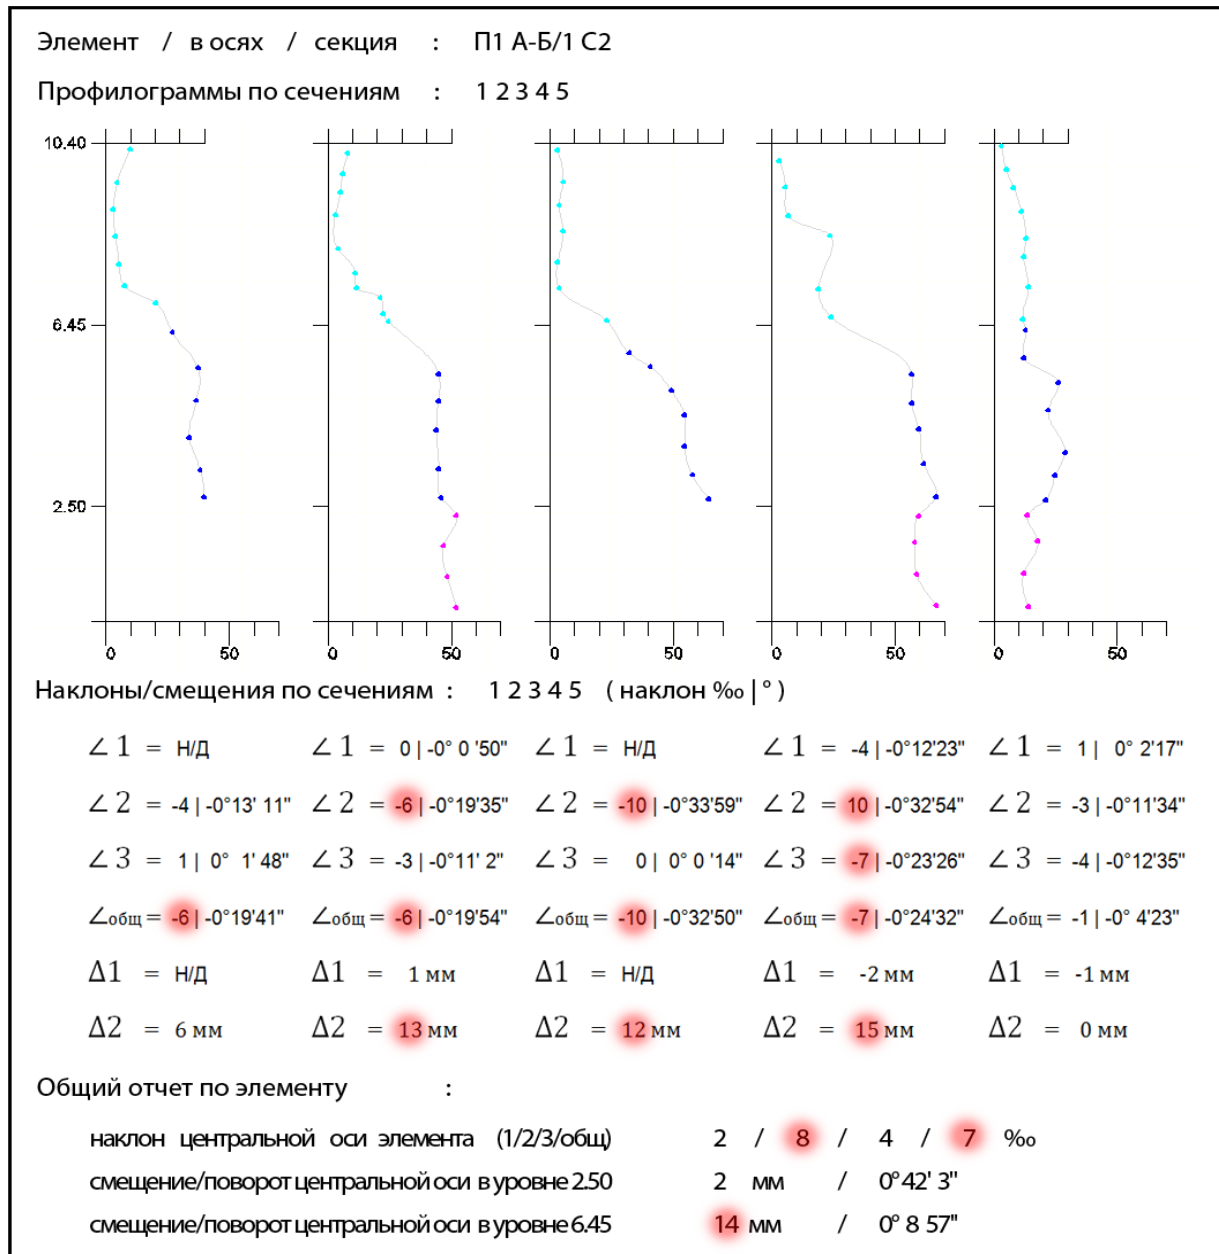 Элемент / в осях / секция : П1 А-Б/1 С2
Профилограммы по сечениям : 1 2 3 4 5
10.40
6.45
2.50
0 50 0 50 0 50 0 50 0 50
Наклоны/смещения по сечениям : 1 2 3 4 5 ( наклон ‰ | ° )
∠ 1 = Н/Д ∠ 1 = 0 | -0° 0 '50" ∠ 1 = Н/Д ∠ 1 = -4 | -0°12'23" ∠ 1 = 1 | 0° 2'17"
∠ 2 = -4 | -0°13' 11" ∠ 2 = -6 | -0°19'35" ∠ 2 = -10 | -0°33'59" ∠ 2 = 10 | -0°32'54" ∠ 2 = -3 | -0°11'34"
∠ 3 = 1 | 0° 1' 48" ∠ 3 = -3 | -0°11' 2" ∠ 3 = 0 | 0° 0 '14" ∠ 3 = -7 | -0°23'26" ∠ 3 = -4 | -0°12'35"
∠общ = -6 | -0°19'41" ∠общ = -6 | -0°19'54" ∠общ = -10 | -0°32'50" ∠общ = -7 | -0°24'32" ∠общ = -1 | -0° 4'23"
Δ1 = Н/Д Δ1 = 1 мм Δ1 = Н/Д Δ1 = -2 мм Δ1 = -1 мм
Δ2 = 6 мм Δ2 = 13 мм Δ2 = 12 мм Δ2 = 15 мм Δ2 = 0 мм
Общий отчет по элементу :
наклон центральной оси элемента (1/2/3/общ) 2 / 8 / 4 / 7 ‰
смещение/поворот центральной оси в уровне 2.50 2 мм / 0°42' 3"
смещение/поворот центральной оси в уровне 6.45 14 мм / 0° 8 57"